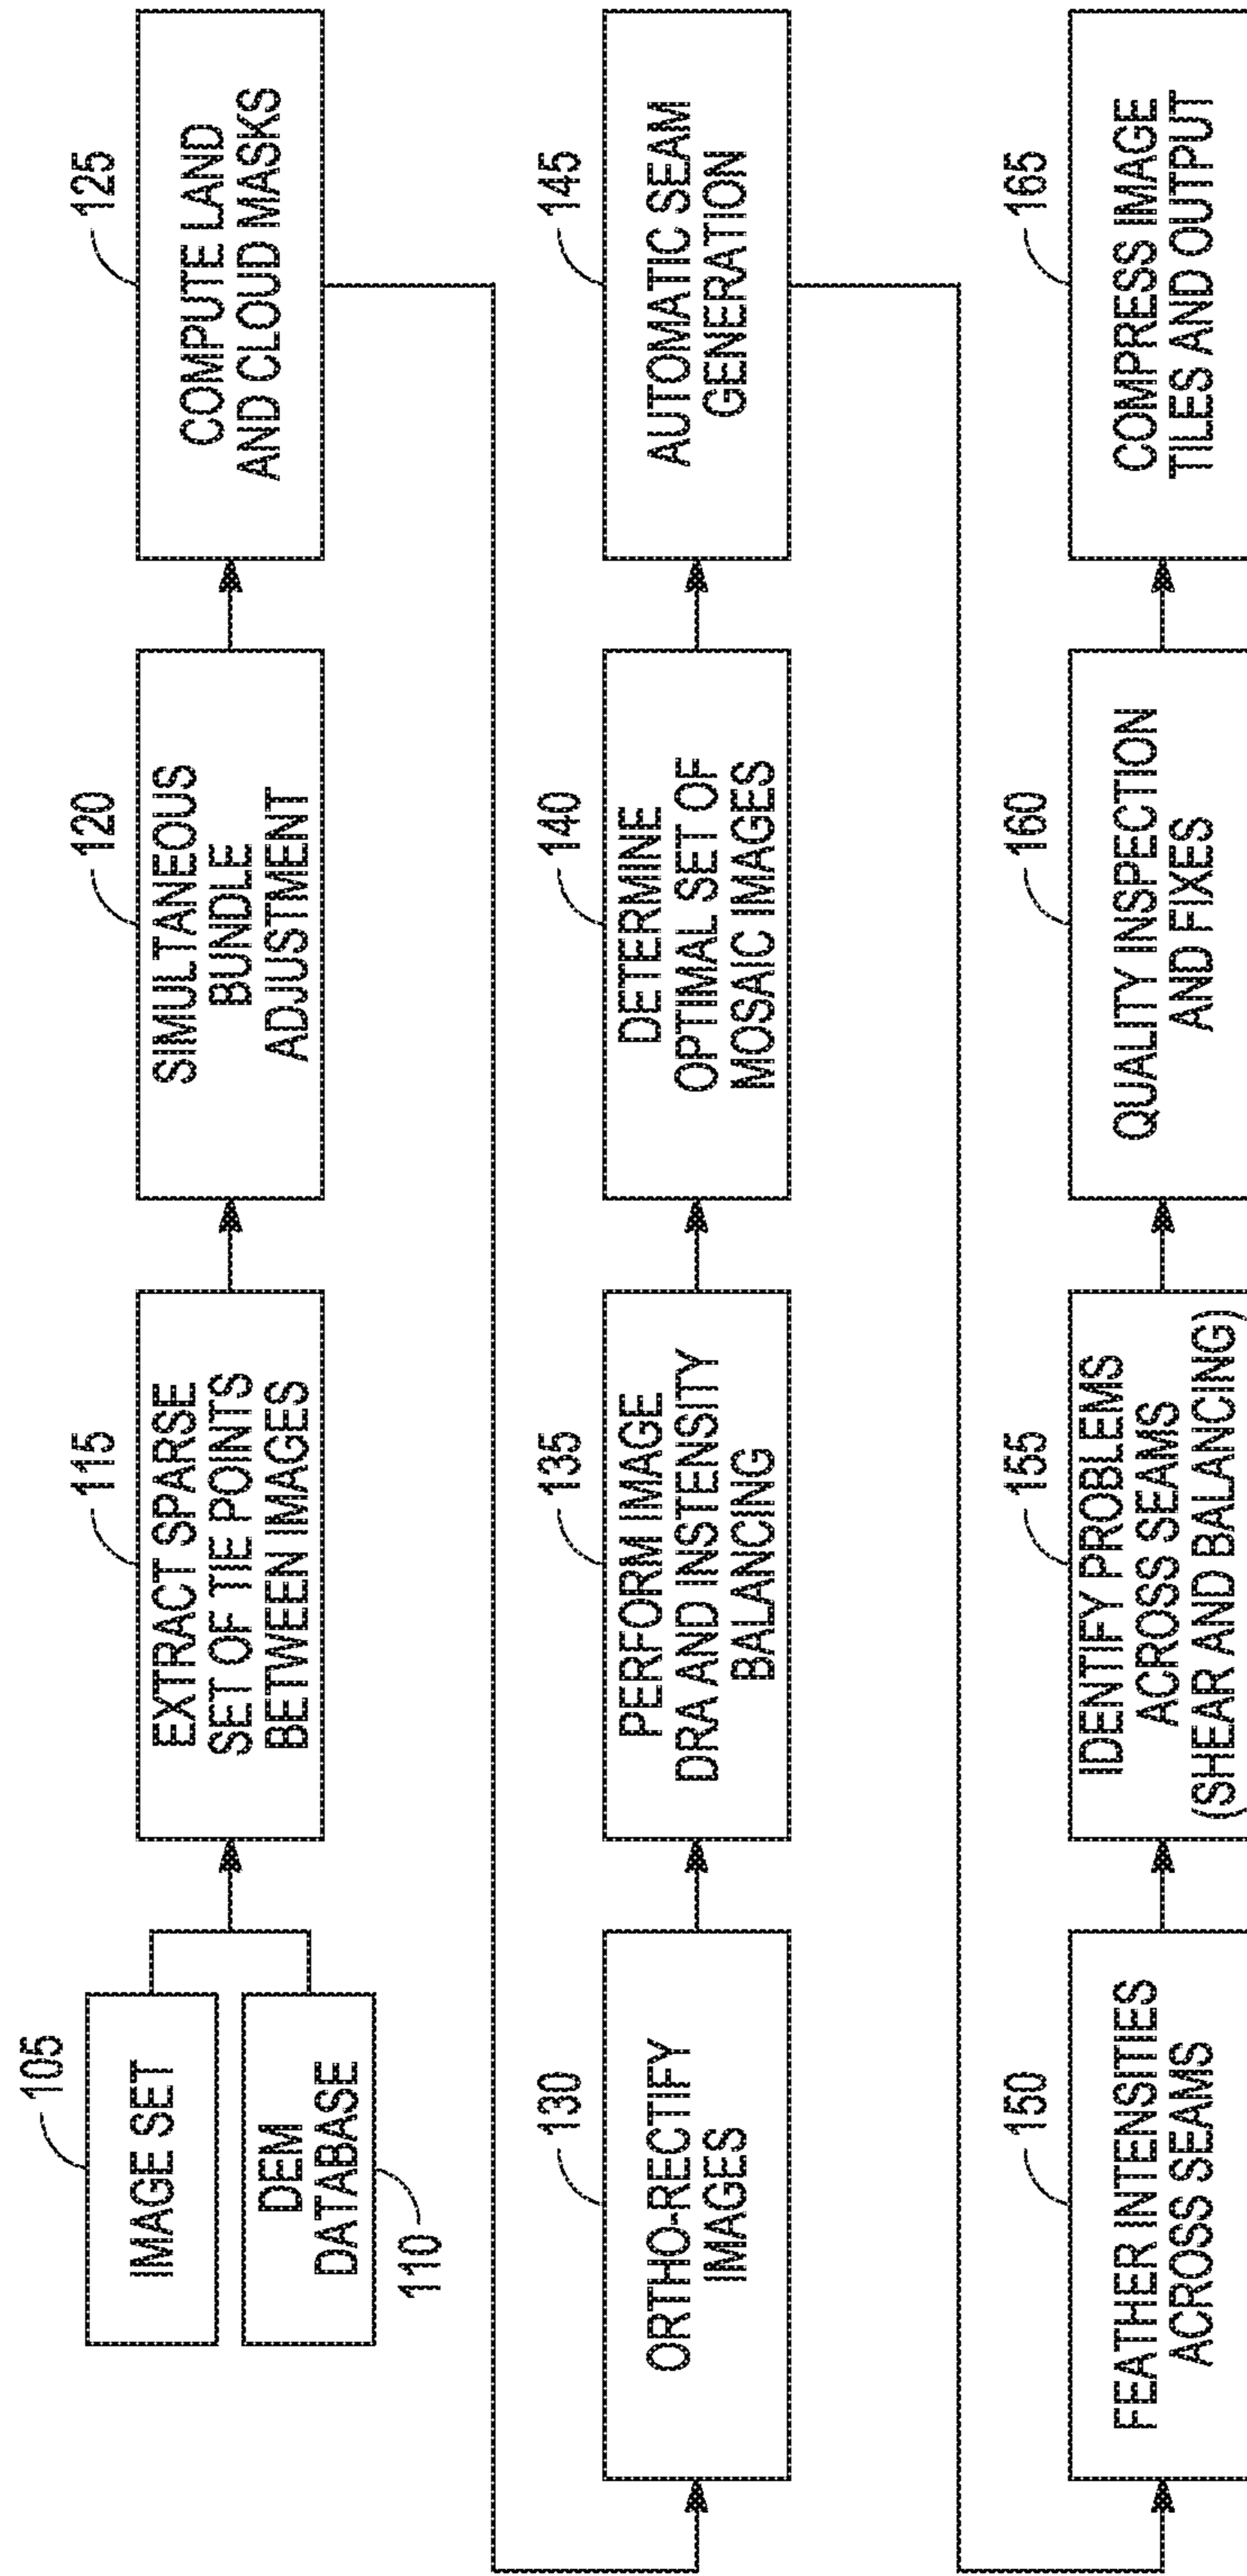 105
IMAGE SET
DEM
DATABASE
110
115
EXTRACT SPARSE
SET OF TIE POINTS
BETWEEN IMAGES
120
SIMULTANEOUS
BUNDLE
ADJUSTMENT
125
COMPUTE LAND
AND CLOUD MASKS
130
ORTHO-RECTIFY
IMAGES
135
PERFORM IMAGE
DRA AND INSTENSITY
BALANCING
140
DETERMINE
OPTIMAL SET OF
MOSAIC IMAGES
145
AUTOMATIC SEAM
GENERATION
150
FEATHER INTENSITIES
ACROSS SEAMS
155
IDENTIFY PROBLEMS
ACROSS SEAMS
(SHEAR AND BALANCING)
160
QUALITY INSPECTION
AND FIXES
165
COMPRESS IMAGE
TILES AND OUTPUT